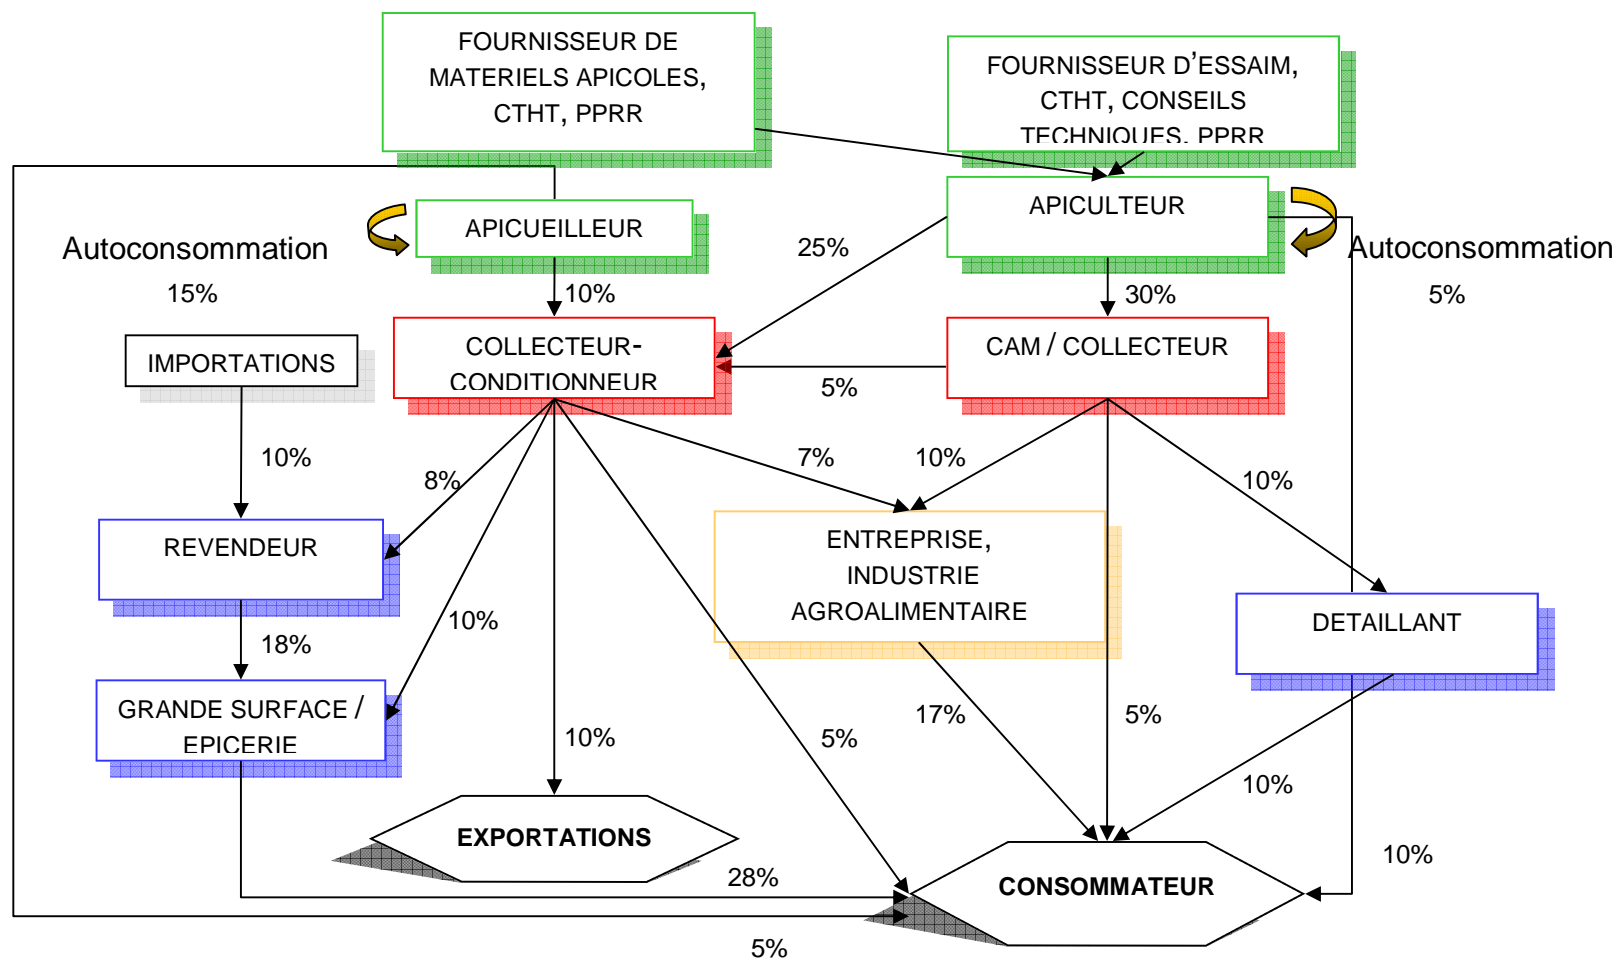 FOURNISSEUR DE
MATERIELS APICOLES,
CTHT, PPRR
FOURNISSEUR D'ESSAIM,
CTHT, CONSEILS
TECHNIQUES, PPRR
APICULTEUR
APICUEILLEUR
Autoconsommation
15%
25%
Autoconsommation
5%
10%
30%
IMPORTATIONS
COLLECTEUR-
CONDITIONNEUR
CAM / COLLECTEUR
5%
10%
8%
7%
10%
10%
REVENDEUR
ENTREPRISE,
INDUSTRIE
AGROALIMENTAIRE
DETAILLANT
18%
10%
GRANDE SURFACE /
EPICERIE
10%
5%
17%
5%
10%
EXPORTATIONS
28%
CONSOMMATEUR
10%
5%